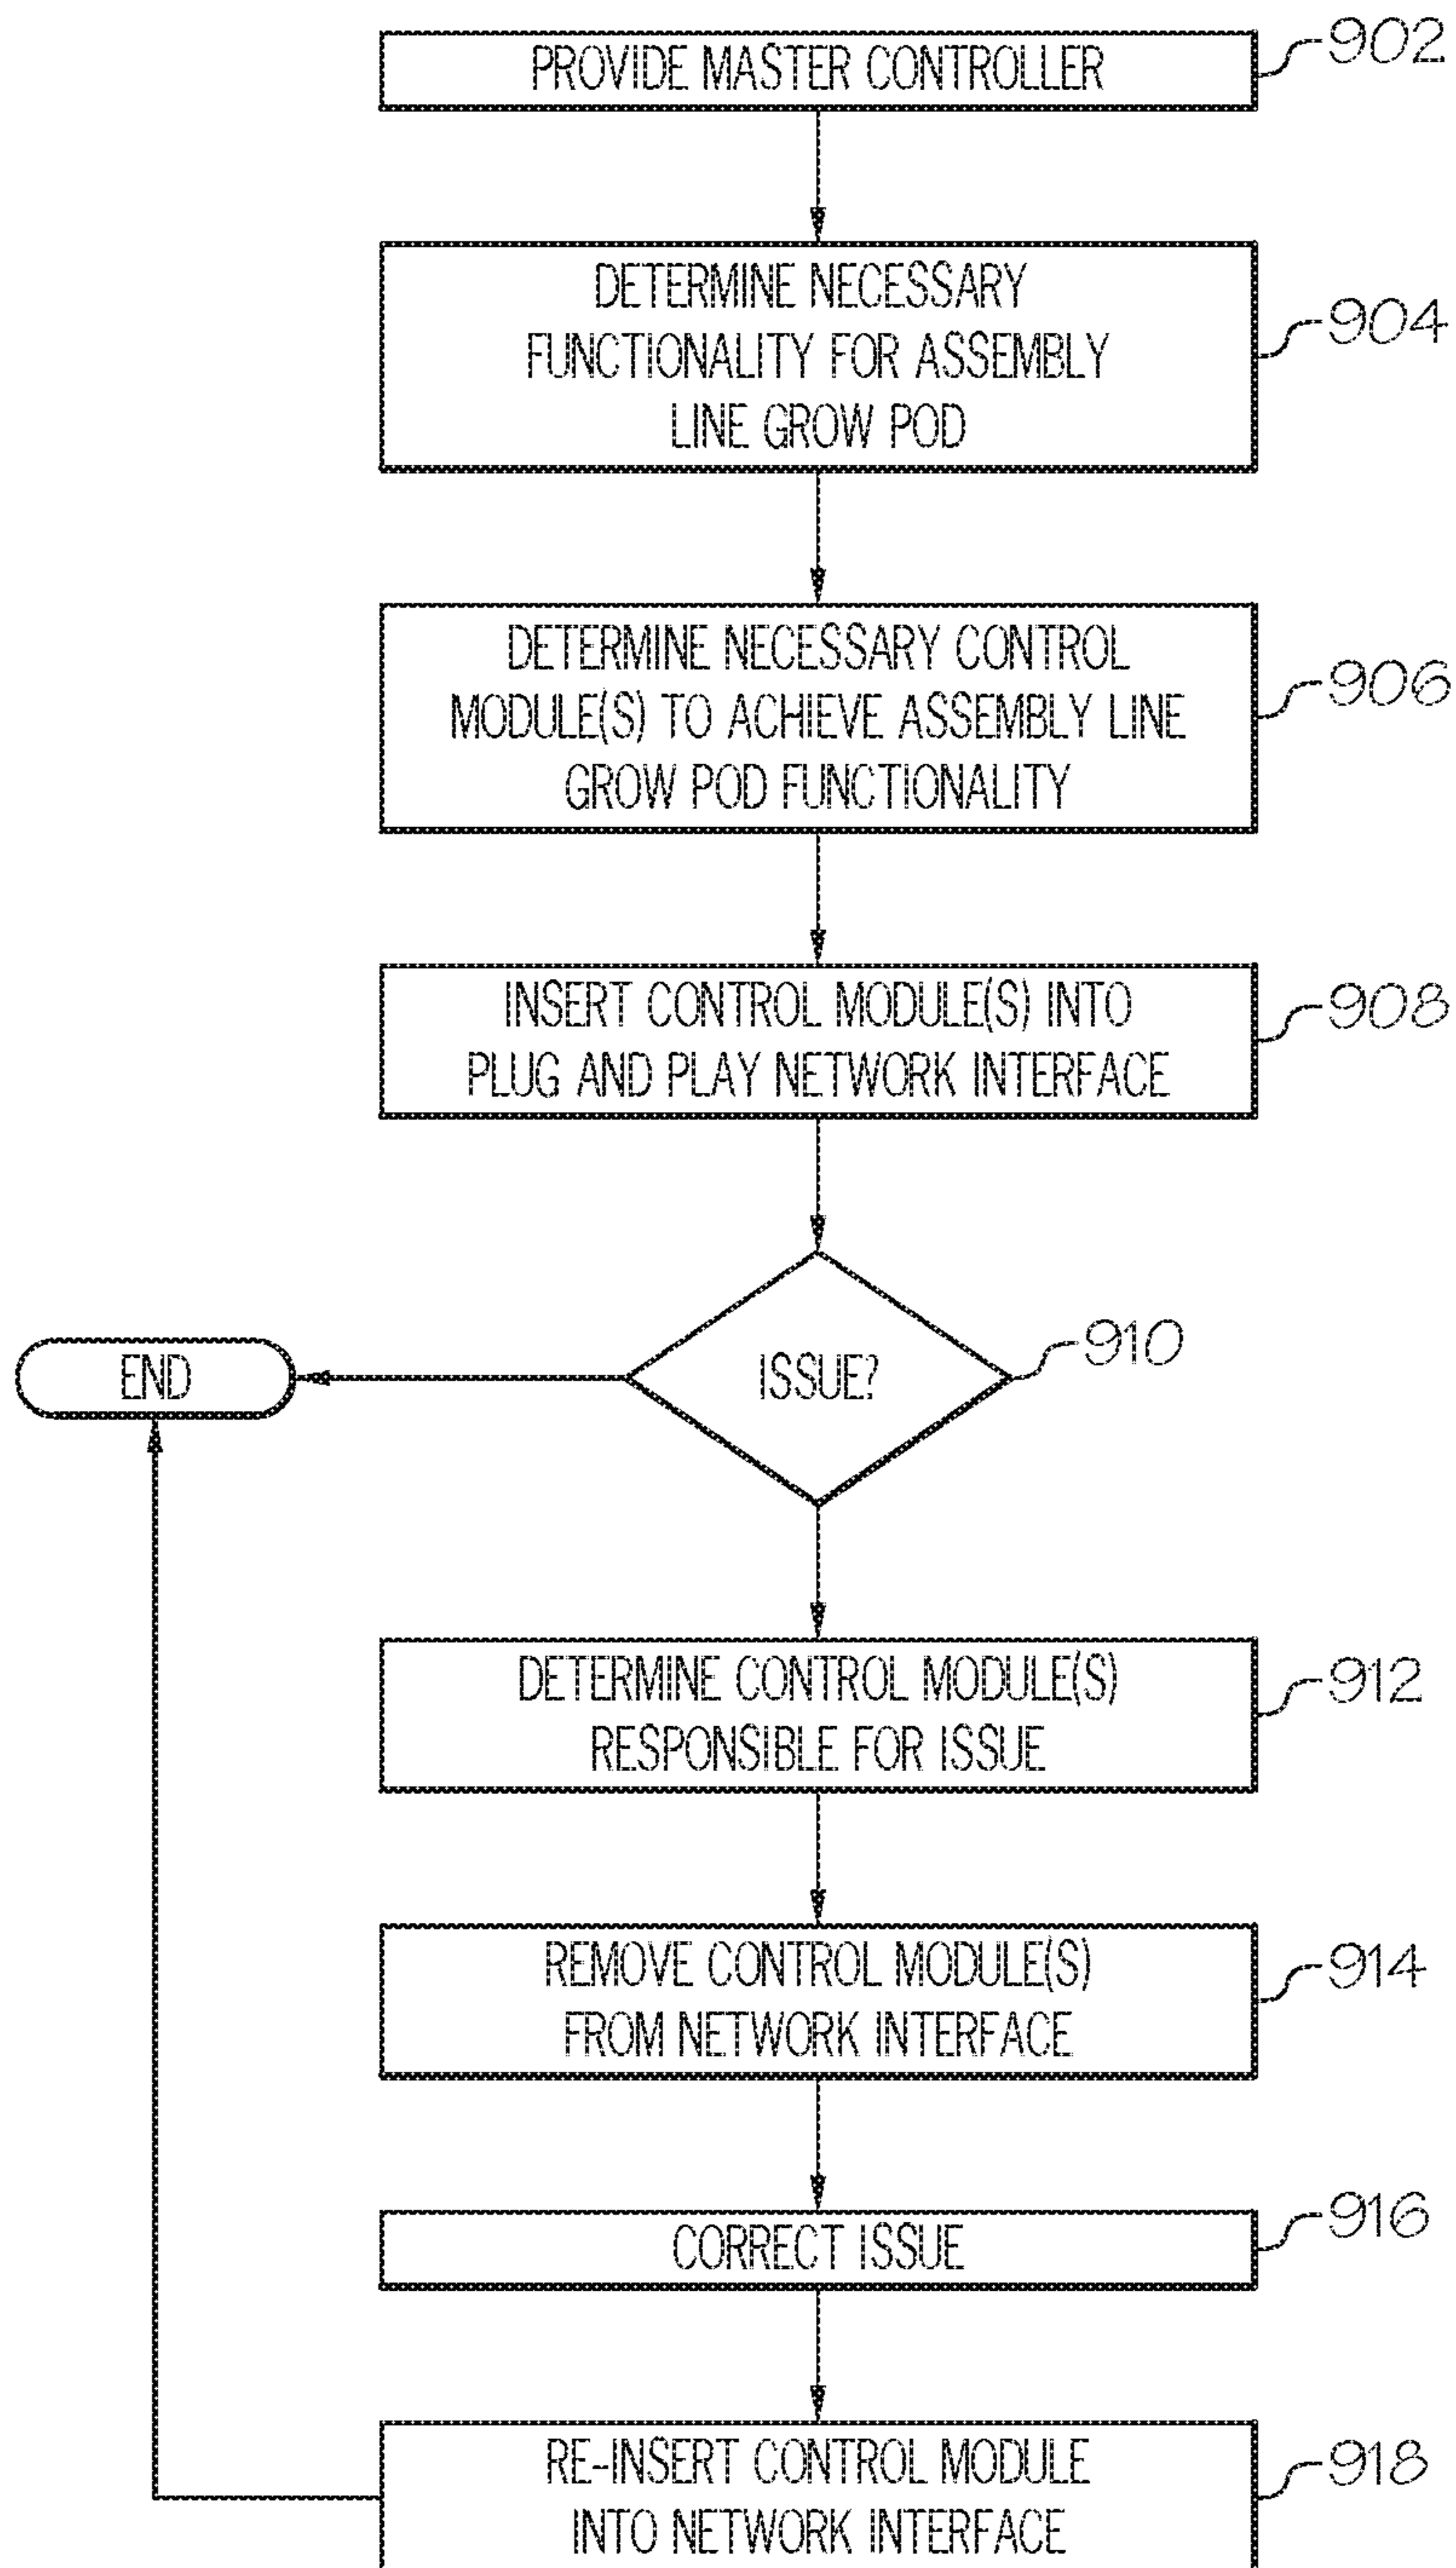 PROVIDE MASTER CONTROLLER
902
DETERMINE NECESSARY
FUNCTIONALITY FOR ASSEMBLY
LINE GROW POD
904
DETERMINE NECESSARY CONTROL
MODULE(S) TO ACHIEVE ASSEMBLY LINE
GROW POD FUNCTIONALITY
906
INSERT CONTROL MODULE(S) INTO
PLUG AND PLAY NETWORK INTERFACE
908
END
ISSUE?
910
DETERMINE CONTROL MODULE(S)
RESPONSIBLE FOR ISSUE
912
REMOVE CONTROL MODULE(S)
FROM NETWORK INTERFACE
914
CORRECT ISSUE
916
RE-INSERT CONTROL MODULE
INTO NETWORK INTERFACE
918